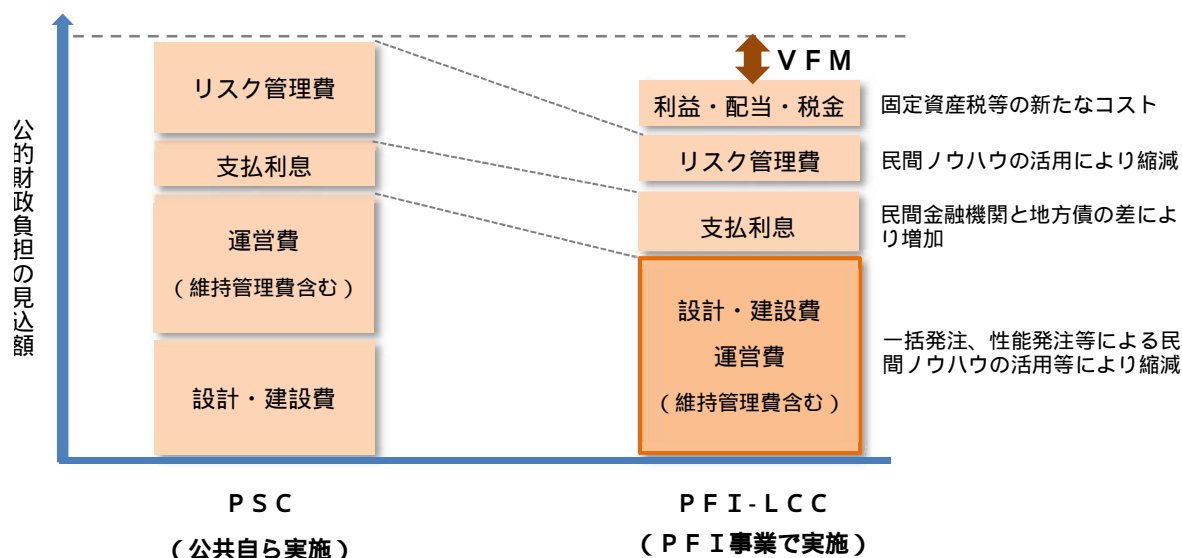 公的財政負担の見込額
リスク管理費
支払利息
運営費
（維持管理費含む）
設計・建設費
ＶＦＭ
利益・配当・税金
リスク管理費
支払利息
設計・建設費
運営費
（維持管理費含む）
固定資産税等の新たなコスト
民間ノウハウの活用により縮減
民間金融機関と地方債の差によ
り増加
一括発注、性能発注等による民
間ノウハウの活用等により縮減
ＰＳＣ
（公共自ら実施）
ＰＦＩ-ＬＣＣ
（ＰＦＩ事業で実施）